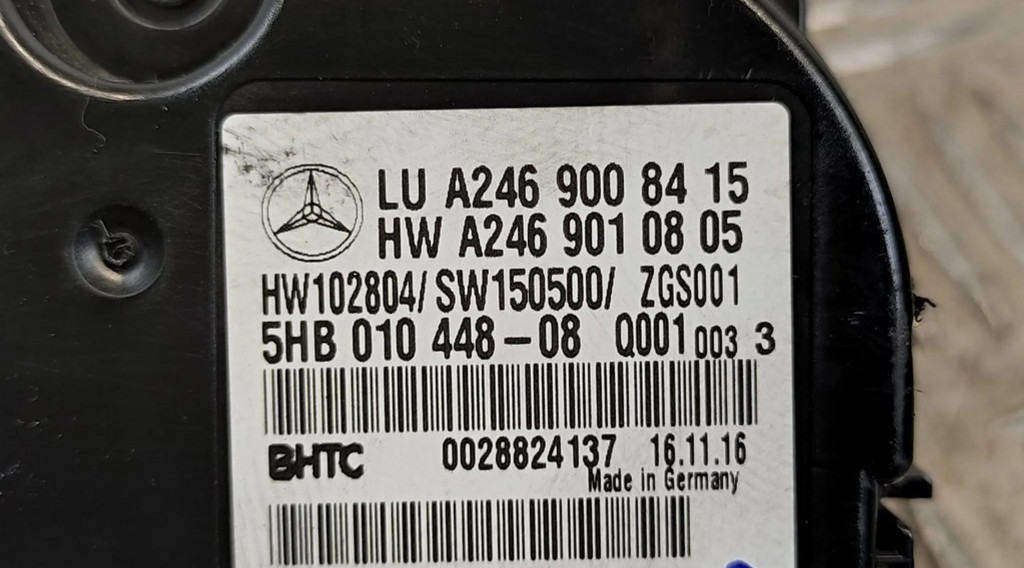 LU A246 900 84 15
HW A246 901 08 05
HW102804/ SW150500/ ZGS001
5HB 010 448-08 Q001 003 3
BHTC 0028824137 16.11.16
Made in Germany